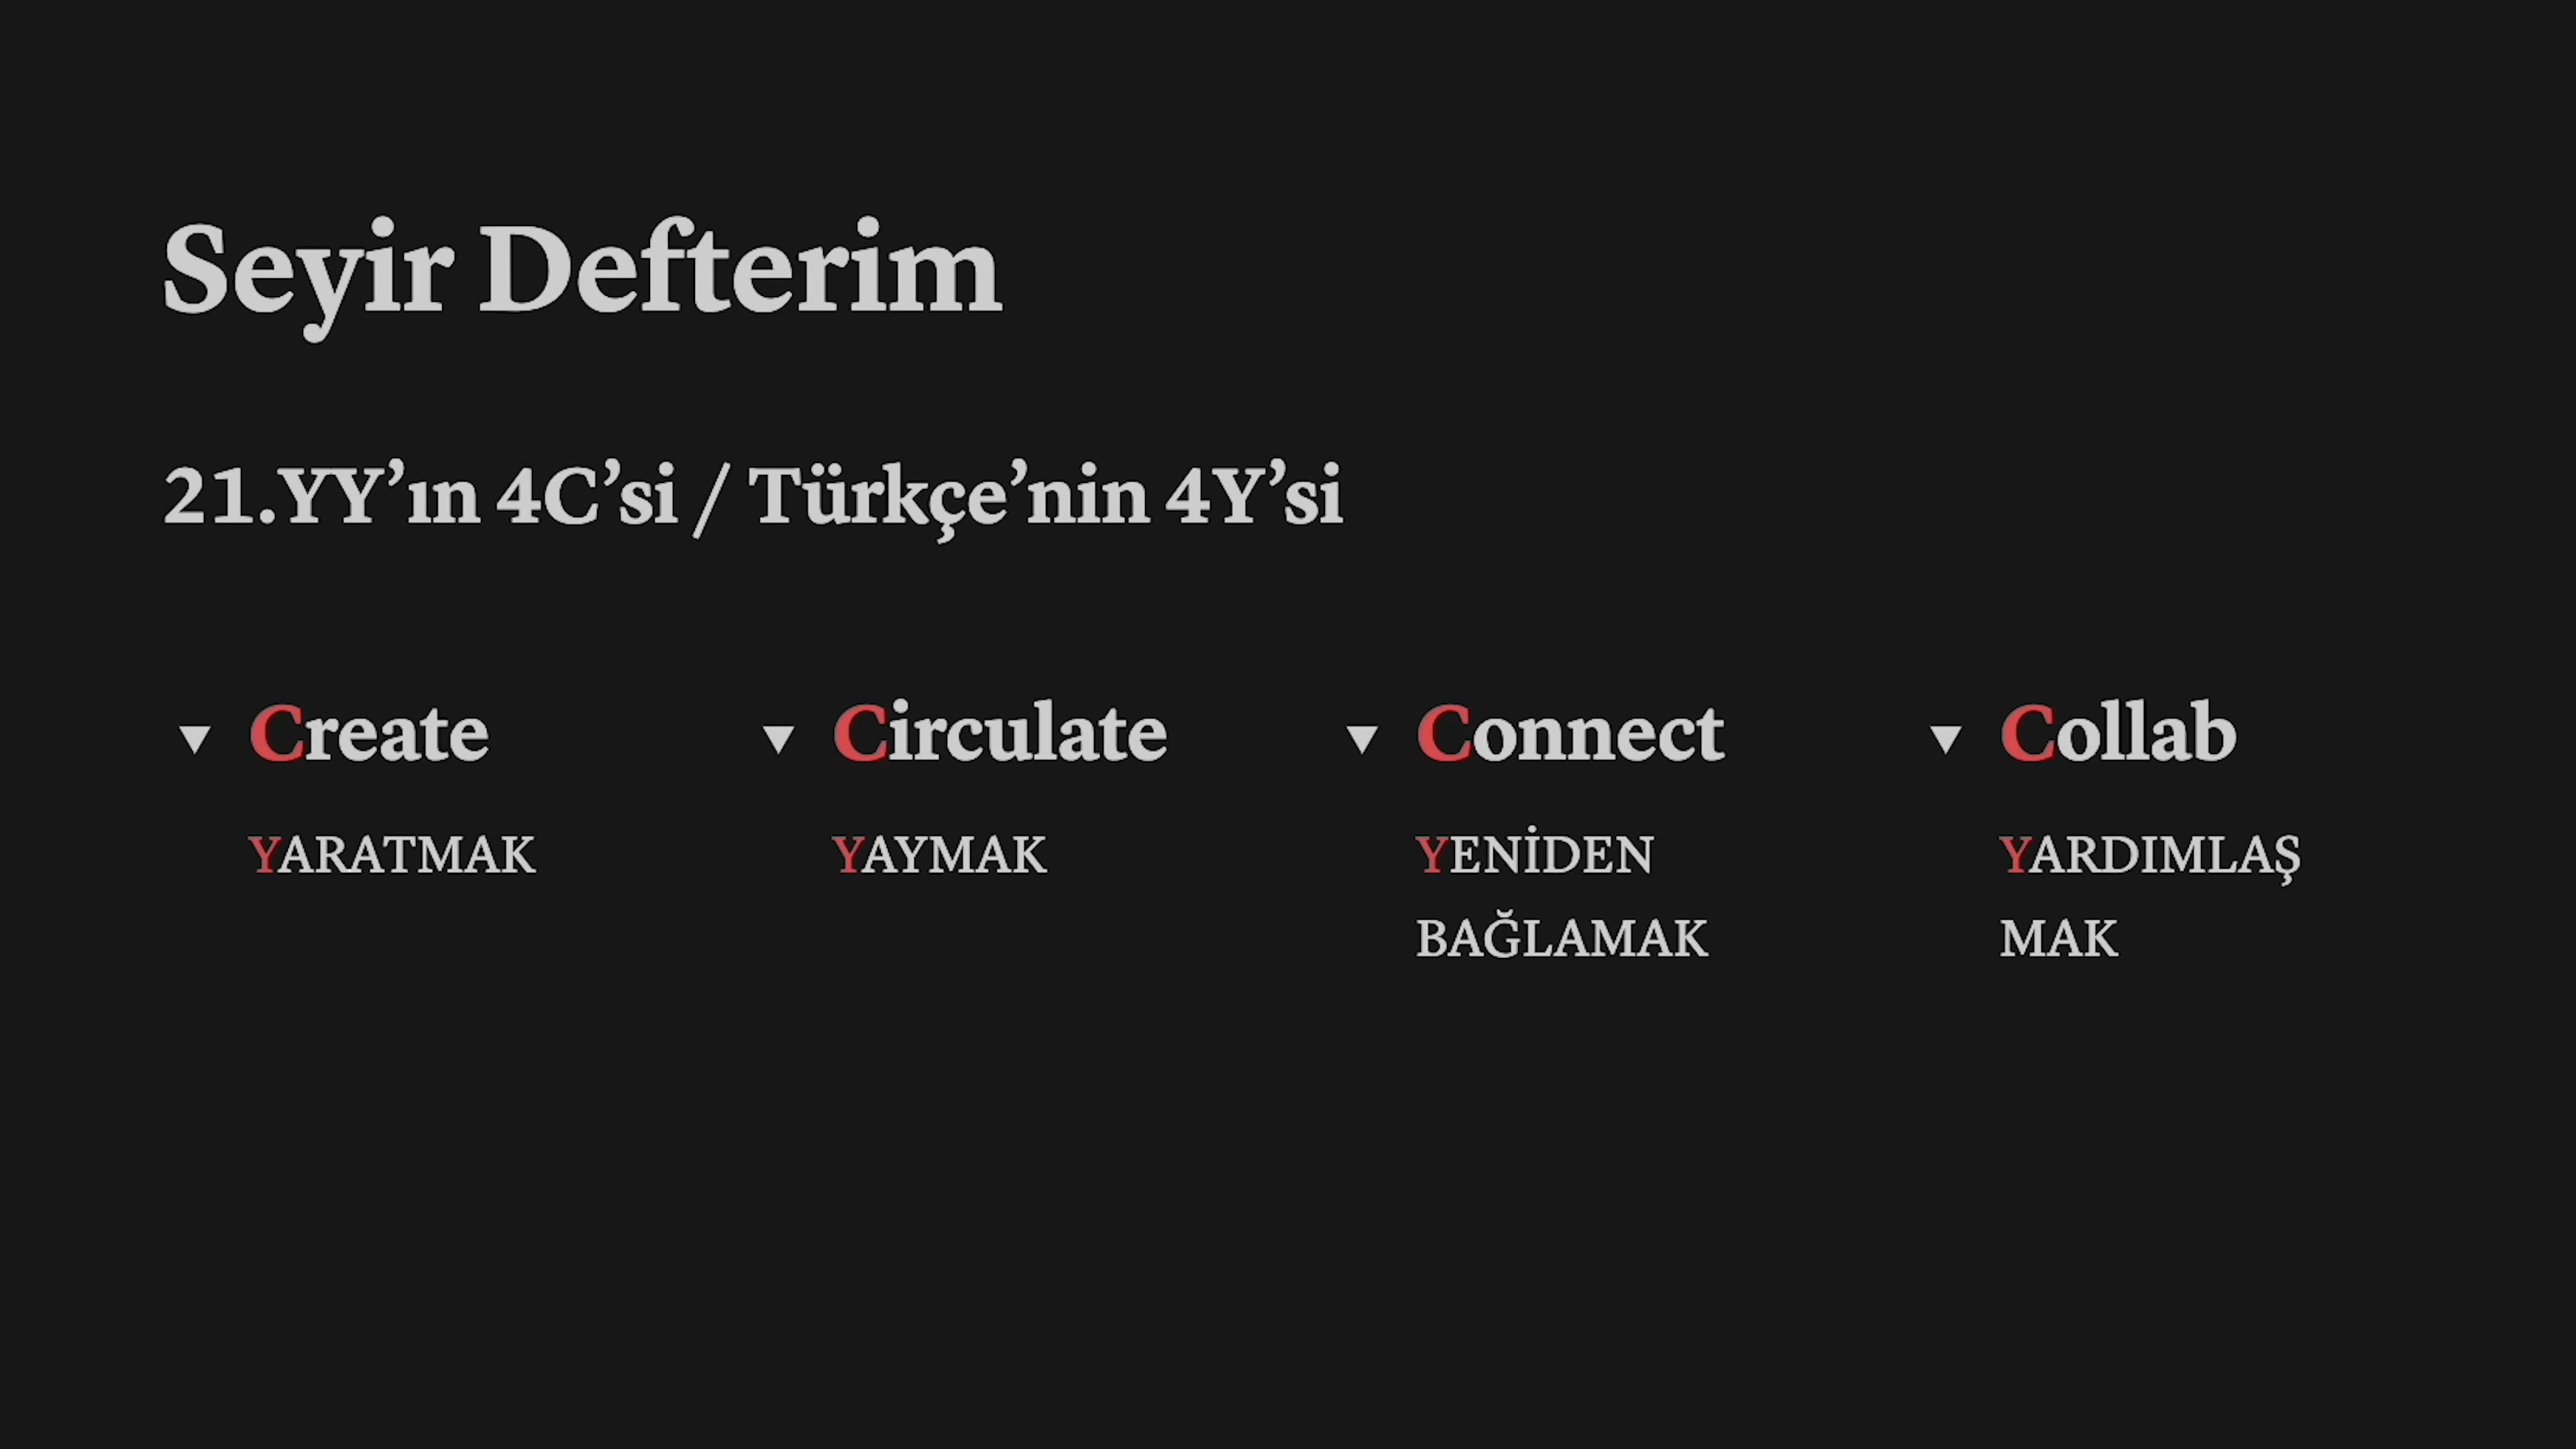 Seyir Defterim
21.YY’ın 4C’si / Türkçe’nin 4Y’si
▼ Create
YARATMAK
▼ Circulate
YAYMAK
▼ Connect
YENİDEN
BAĞLAMAK
▼ Collab
YARDIMLAŞ
MAK